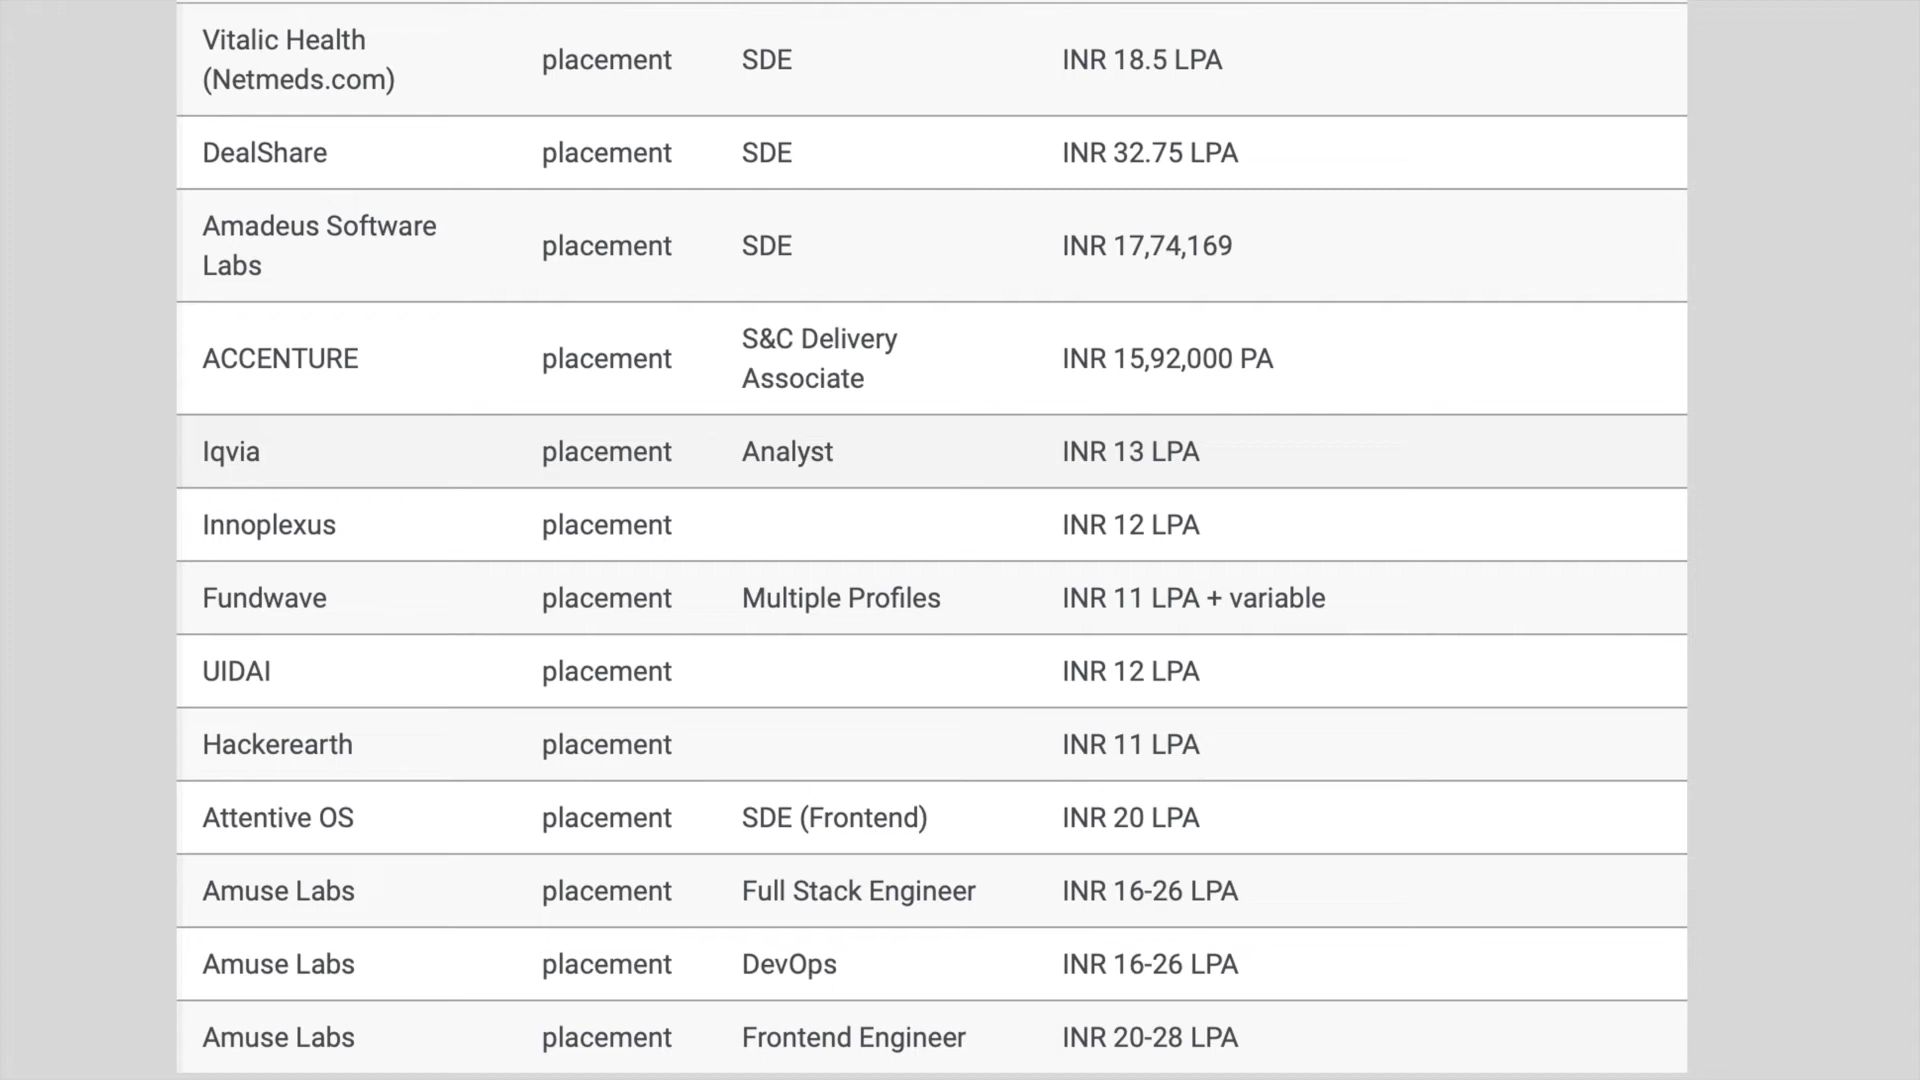 Vitalic Health
(Netmeds.com)
placement
SDE
INR 18.5 LPA
DealShare
placement
SDE
INR 32.75 LPA
Amadeus Software
Labs
placement
SDE
INR 17,74,169
ACCENTURE
placement
S&C Delivery
Associate
INR 15,92,000 PA
Iqvia
placement
Analyst
INR 13 LPA
Innoplexus
placement
INR 12 LPA
Fundwave
placement
Multiple Profiles
INR 11 LPA + variable
UIDAI
placement
INR 12 LPA
Hackerearth
placement
INR 11 LPA
Attentive OS
placement
SDE (Frontend)
INR 20 LPA
Amuse Labs
placement
Full Stack Engineer
INR 16-26 LPA
Amuse Labs
placement
DevOps
INR 16-26 LPA
Amuse Labs
placement
Frontend Engineer
INR 20-28 LPA